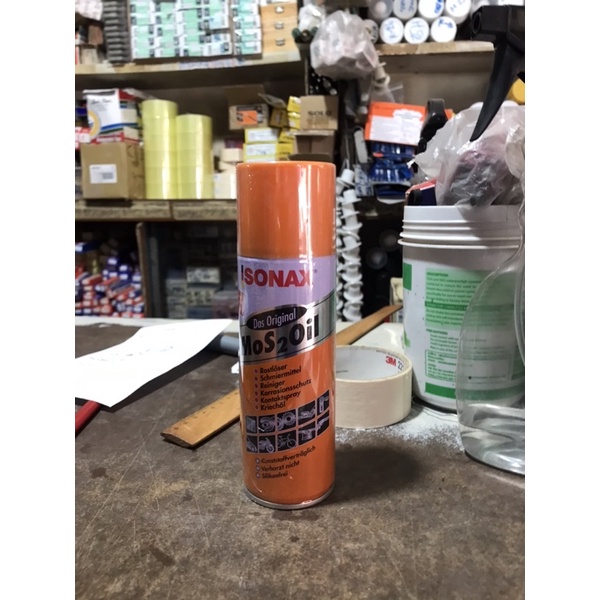 SONAX
Das Original
MoS2Oil
Rostlöser
Schmiermittel
Reiniger
Korrosionsschutz
Kontaktspray
Kriechöl
Kunststoffverträglich
Verharzt nicht
Silikonfrei
3M